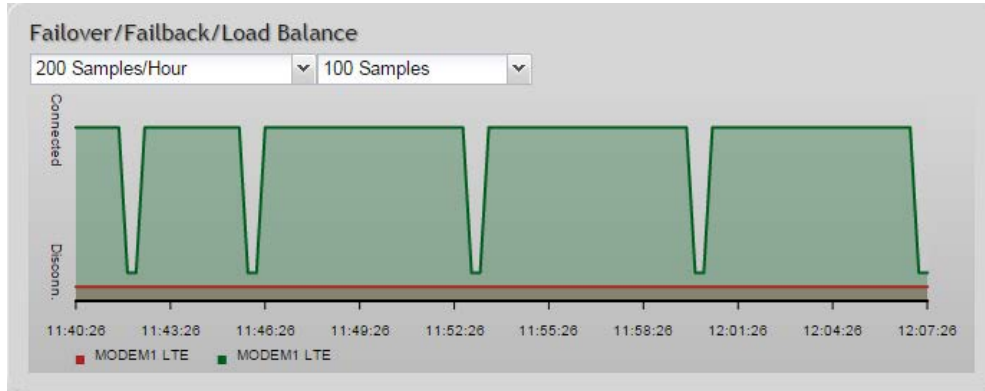 Failover/Failback/Load Balance
200 Samples/Hour 100 Samples
Connected
Disconn.
11:40:26 11:43:26 11:46:26 11:49:26 11:52:26 11:55:26 11:58:26 12:01:26 12:04:26 12:07:26
MODEM1 LTE MODEM1 LTE